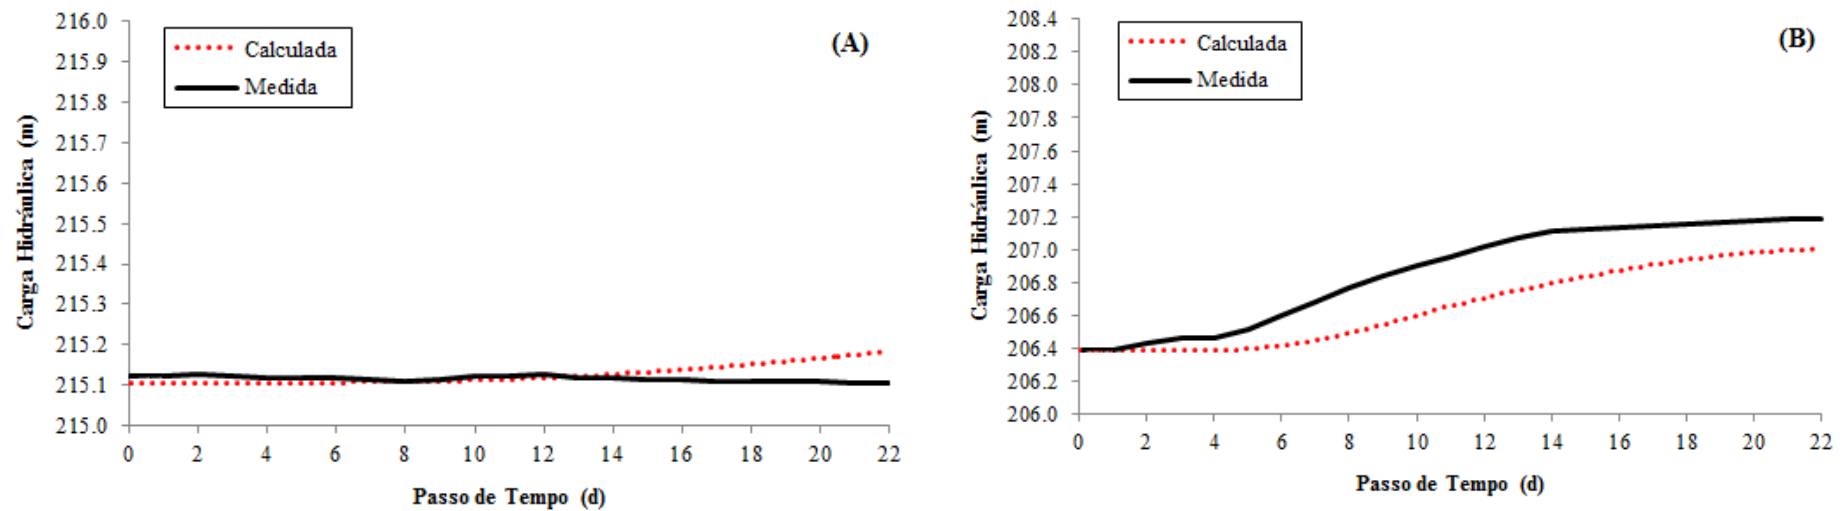 216.0
215.9
215.8
215.7
215.6
215.5
215.4
215.3
215.2
215.1
215.0
Carga Hidráulica (m)
Calculada
Medida
(A)
0 2 4 6 8 10 12 14 16 18 20 22
Passo de Tempo (d)
208.4
208.2
208.0
207.8
207.6
207.4
207.2
207.0
206.8
206.6
206.4
206.2
206.0
Carga Hidráulica (m)
Calculada
Medida
(B)
0 2 4 6 8 10 12 14 16 18 20 22
Passo de Tempo (d)